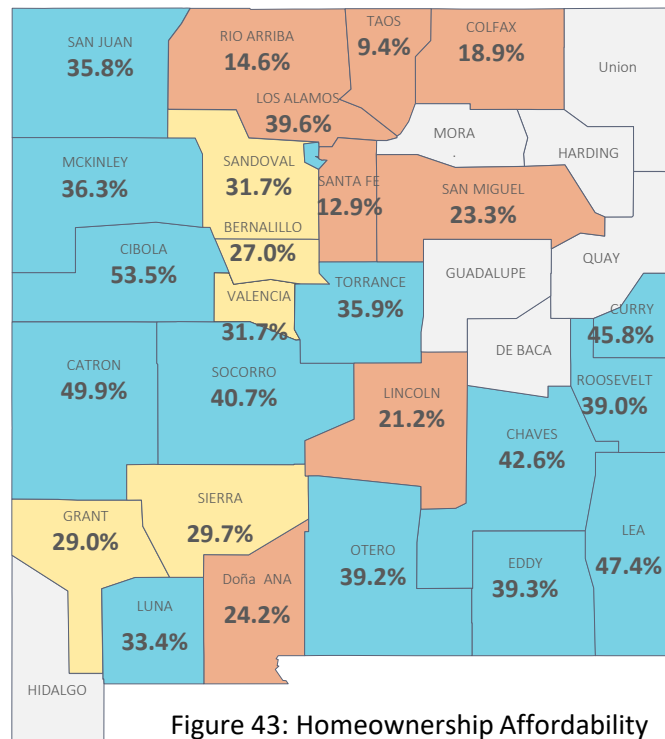 TAOS
COLFAX
SAN JUAN
RIO ARRIBA
9.4%
18.9%
35.8%
14.6%
Union
LOS ALAMOS
39.6%
MORA
HARDING
MCKINLEY
SANDOVAL
36.3%
31.7%
SANTA FE
SAN MIGUEL
12.9%
23.3%
BERNALILLO
CIBOLA
27.0%
QUAY
53.5%
TORRANCE
GUADALUPE
VALENCIA
35.9%
CURRY
31.7%
45.8%
CATRON
SOCORRO
DE BACA
49.9%
40.7%
ROOSEVELT
LINCOLN
39.0%
21.2%
CHAVES
42.6%
SIERRA
GRANT
29.7%
29.0%
LEA
OTERO
EDDY
47.4%
39.2%
39.3%
Doña ANA
LUNA
24.2%
33.4%
HIDALGO
Figure 43: Homeownership Affordability